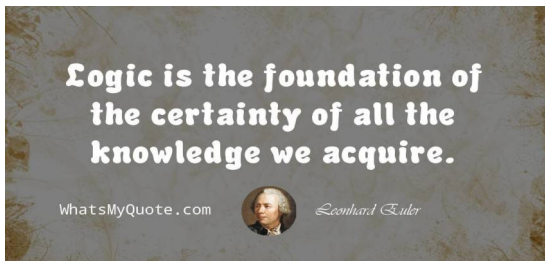 Logic is the foundation of
the certainty of all the
knowledge we acquire.
WhatsMyQuote.com
Leonhard Euler